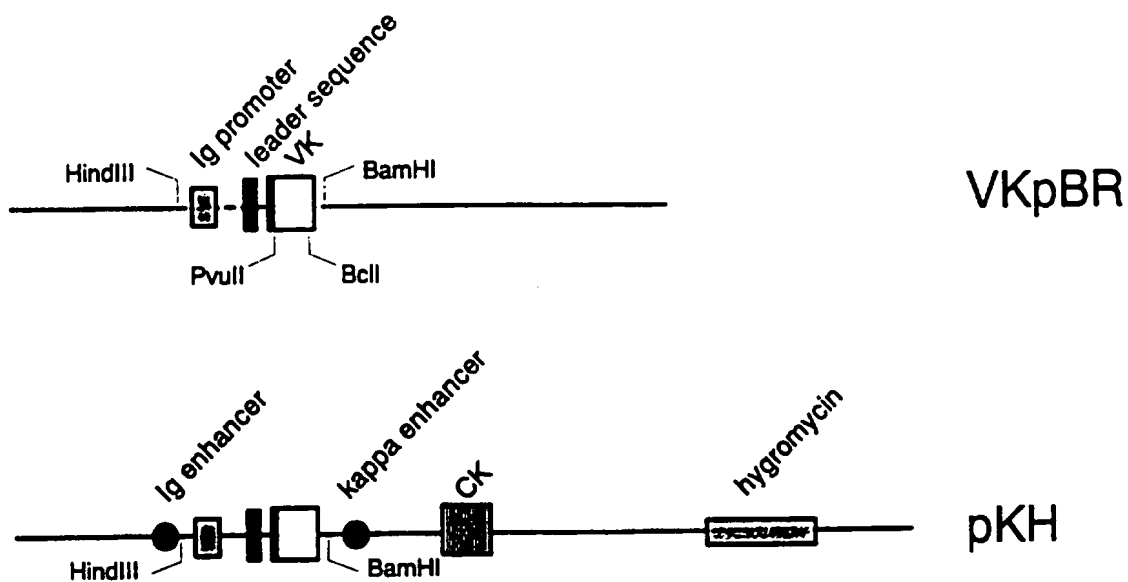 Ig promoter
leader sequence
VK
HindIII
BamHI
VKpBR
PvuII
BclI
Ig enhancer
kappa enhancer
CK
hygromycin
pKH
HindIII
BamHI